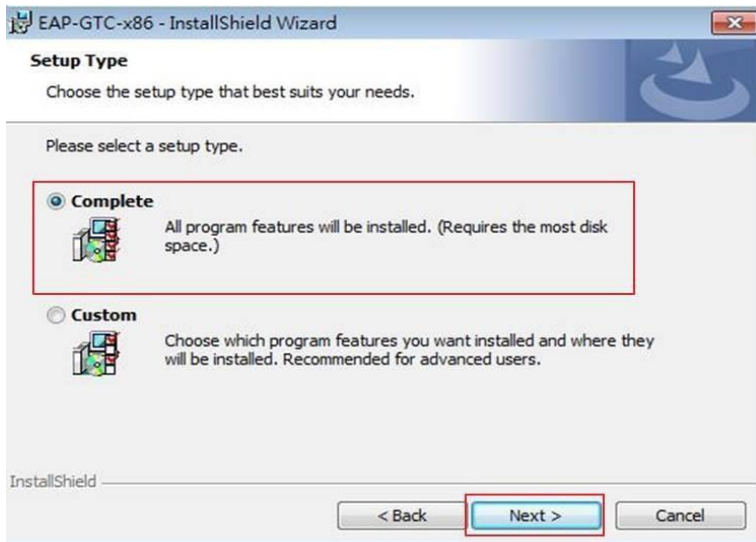 EAP-GTC-x86 - InstallShield Wizard
Setup Type
Choose the setup type that best suits your needs.
Please select a setup type.
Complete
All program features will be installed. (Requires the most disk
space.)
Custom
Choose which program features you want installed and where they
will be installed. Recommended for advanced users.
InstallShield
< Back
Next >
Cancel